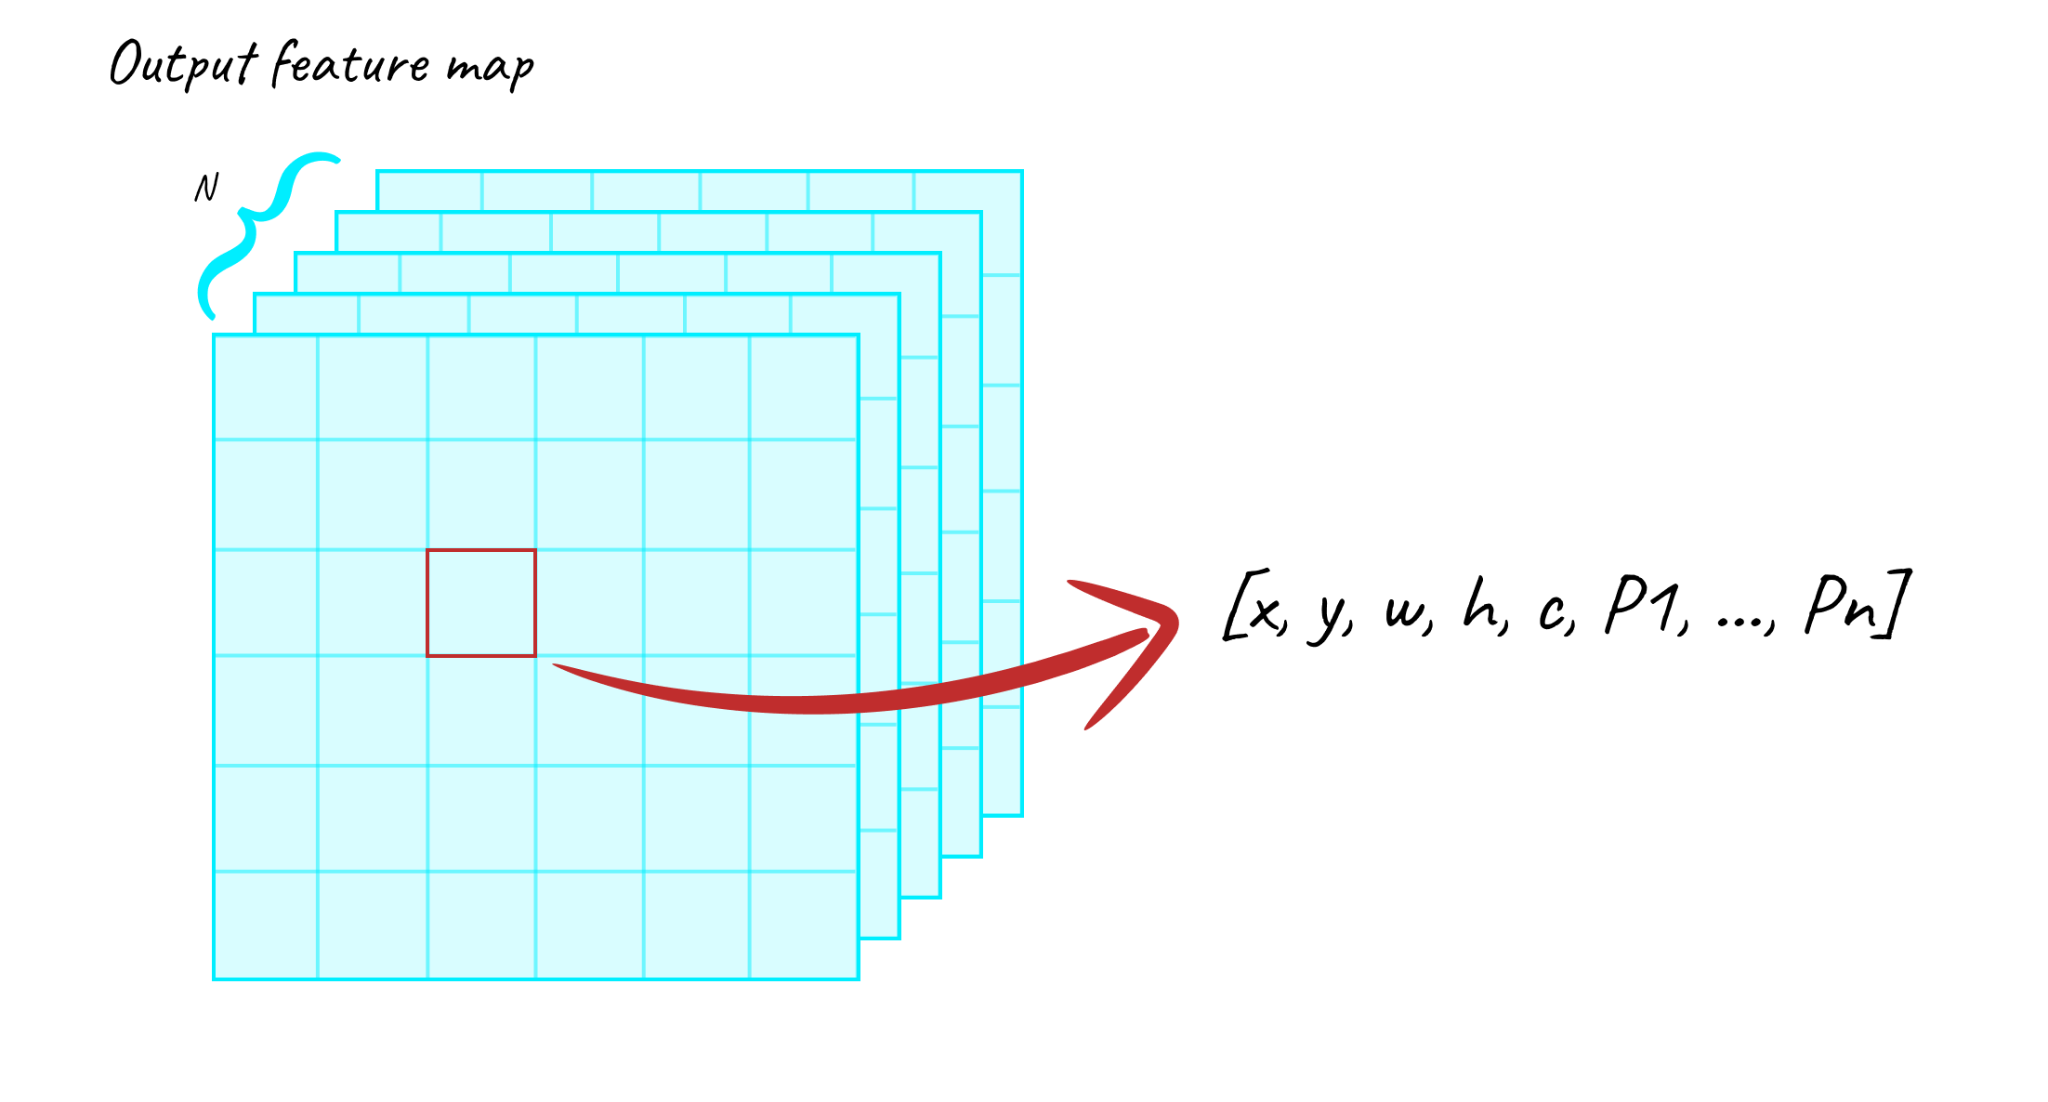 Output feature map
N
[x, y, w, h, c, P1, ..., Pn]